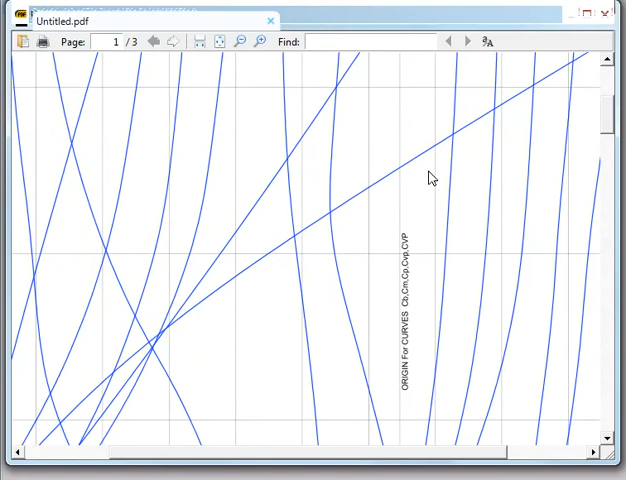 Untitled.pdf
Page: 1 / 3 Find:
ORIGIN For CURVES Cb,Cm,Cp,Cvp,CVP